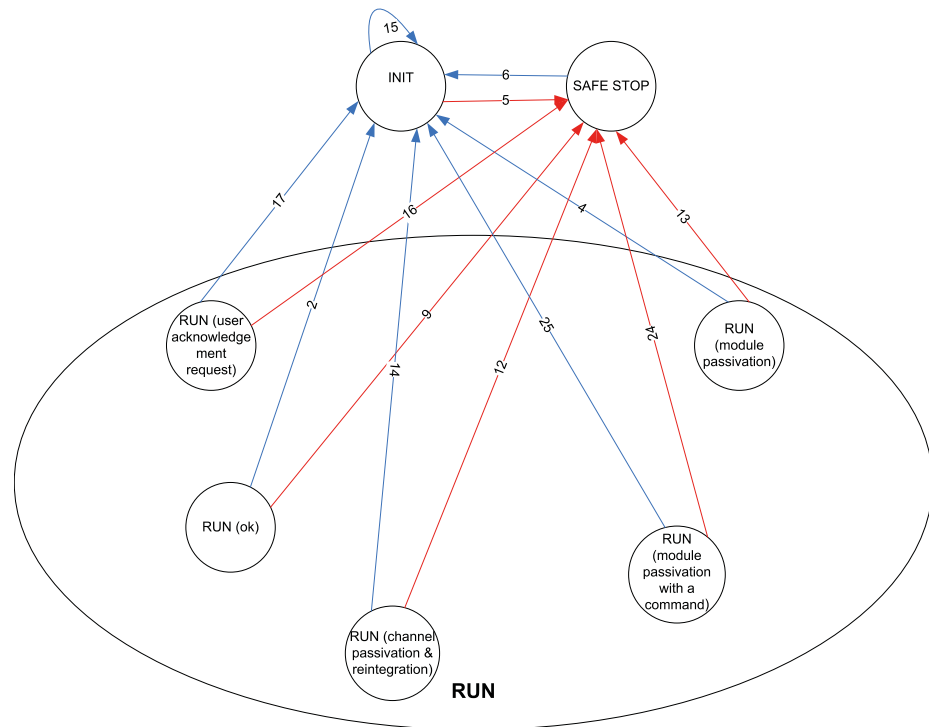 15
INIT
6
SAFE STOP
5
17
16
4
13
2
9
25
24
14
12
RUN (user
acknowledge
ment
request)
RUN
(module
passivation)
RUN (ok)
RUN
(module
passivation
with a
command)
RUN (channel
passivation &
reintegration)
RUN